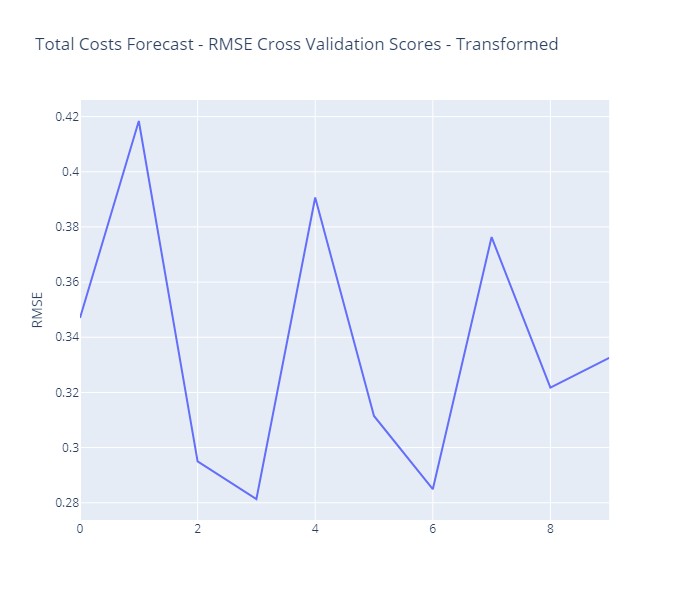 Total Costs Forecast - RMSE Cross Validation Scores - Transformed
0.42
0.4
0.38
0.36
0.34
0.32
0.3
0.28
RMSE
0 2 4 6 8